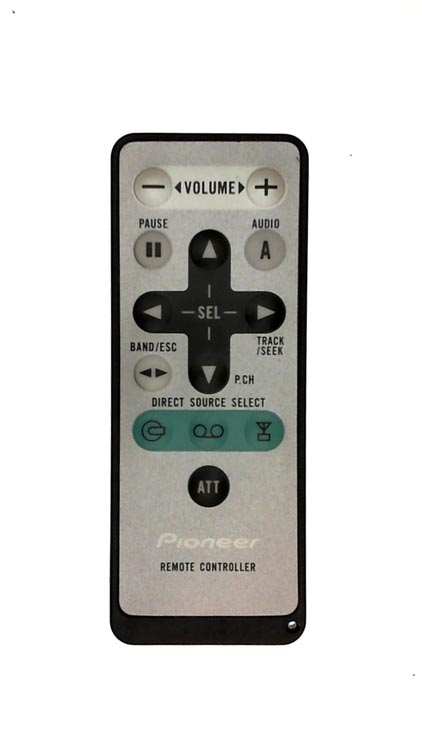 − ◀VOLUME▶ +
PAUSE AUDIO
A
SEL
BAND/ESC TRACK
/SEEK
P.CH
DIRECT SOURCE SELECT
ATT
Pioneer
REMOTE CONTROLLER